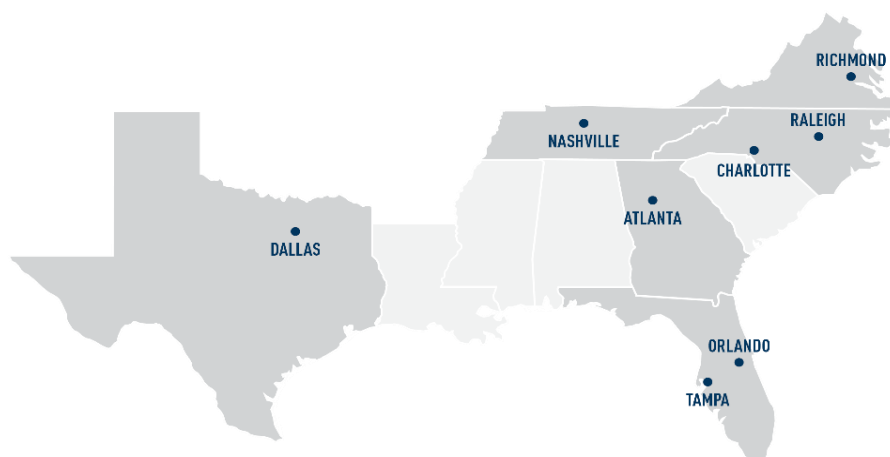 RICHMOND
RALEIGH
NASHVILLE
CHARLOTTE
ATLANTA
DALLAS
ORLANDO
TAMPA